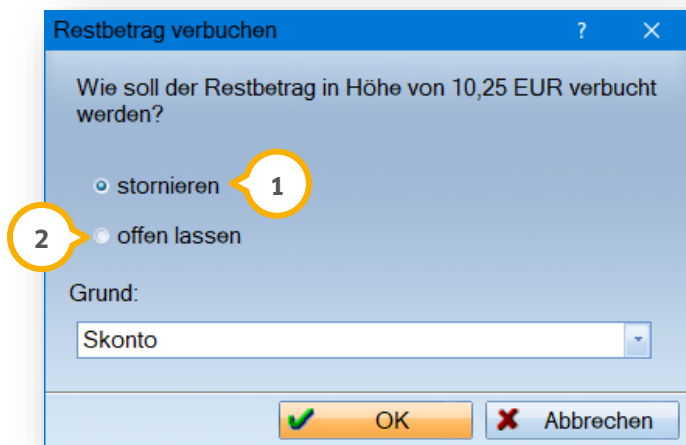 Restbetrag verbuchen ?
Wie soll der Restbetrag in Höhe von 10,25 EUR verbucht
werden?
stornieren 1
2 offen lassen
Grund:
Skonto
OK Abbrechen